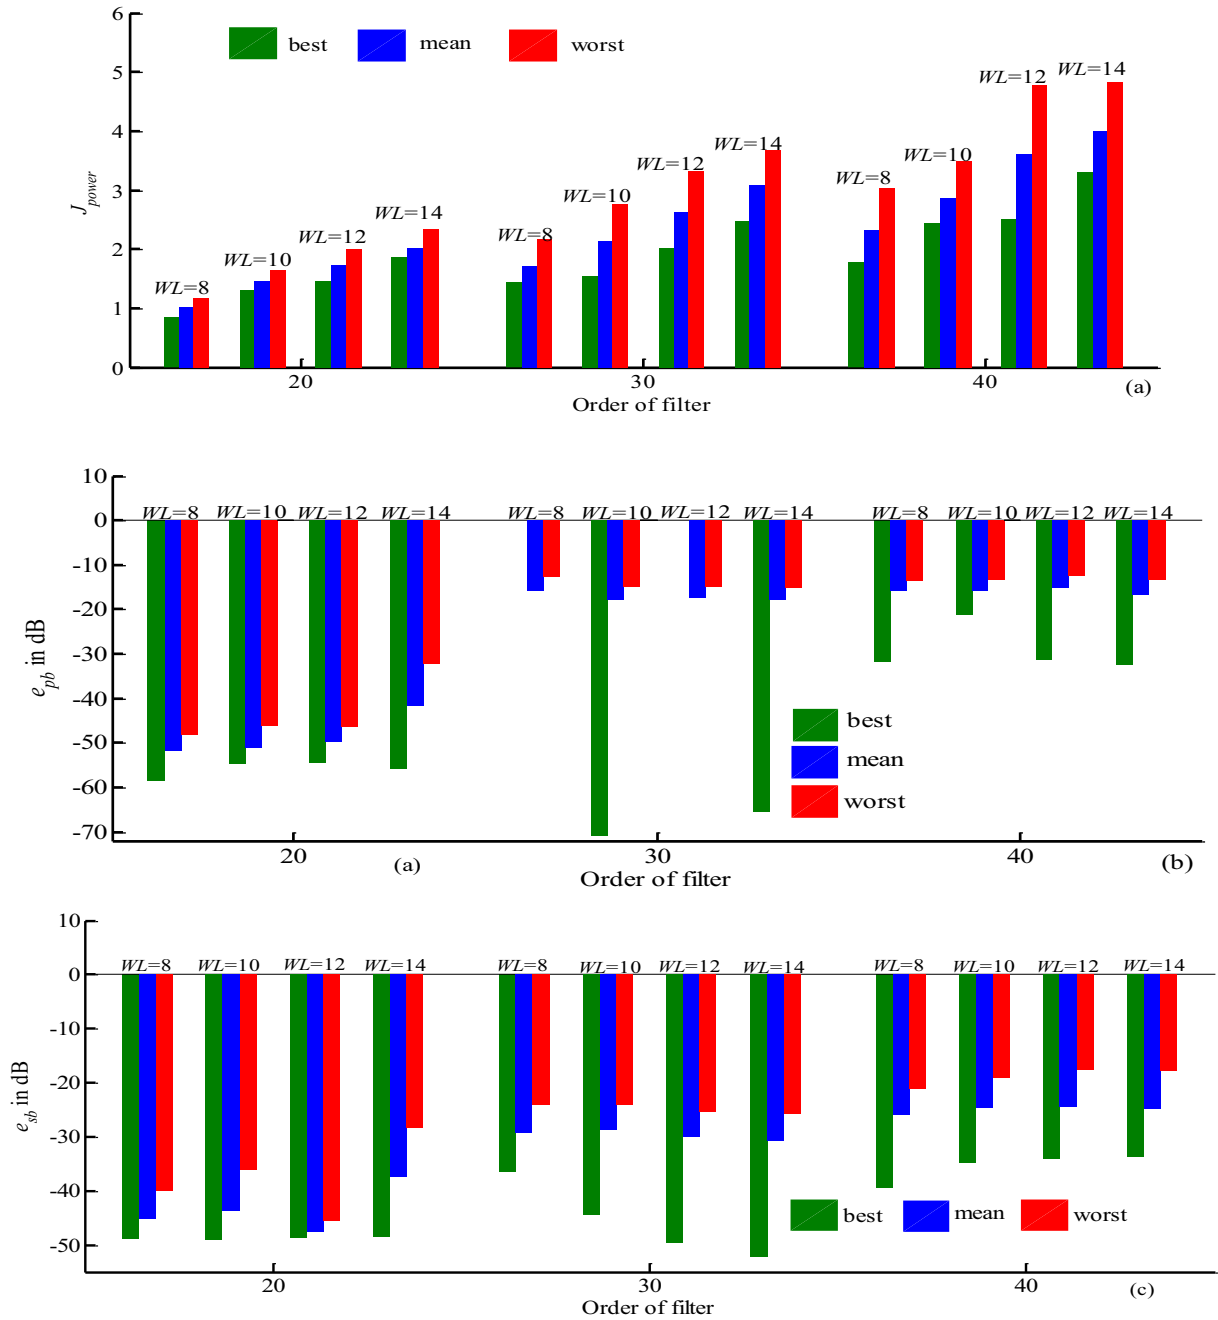 6
best mean worst
5
4
3
2
1
0
J_power
WL=8 WL=10 WL=12 WL=14 WL=8 WL=10 WL=12 WL=14 WL=8 WL=10 WL=12 WL=14
20 30 40
Order of filter
(a)
10
0
-10
-20
-30
-40
-50
-60
-70
e_pb in dB
WL=8 WL=10 WL=12 WL=14 WL=8 WL=10 WL=12 WL=14 WL=8 WL=10 WL=12 WL=14
best
mean
worst
20 30 40
(a)
Order of filter
(b)
10
0
-10
-20
-30
-40
-50
e_sb in dB
WL=8 WL=10 WL=12 WL=14 WL=8 WL=10 WL=12 WL=14 WL=8 WL=10 WL=12 WL=14
best mean worst
20 30 40
Order of filter
(c)